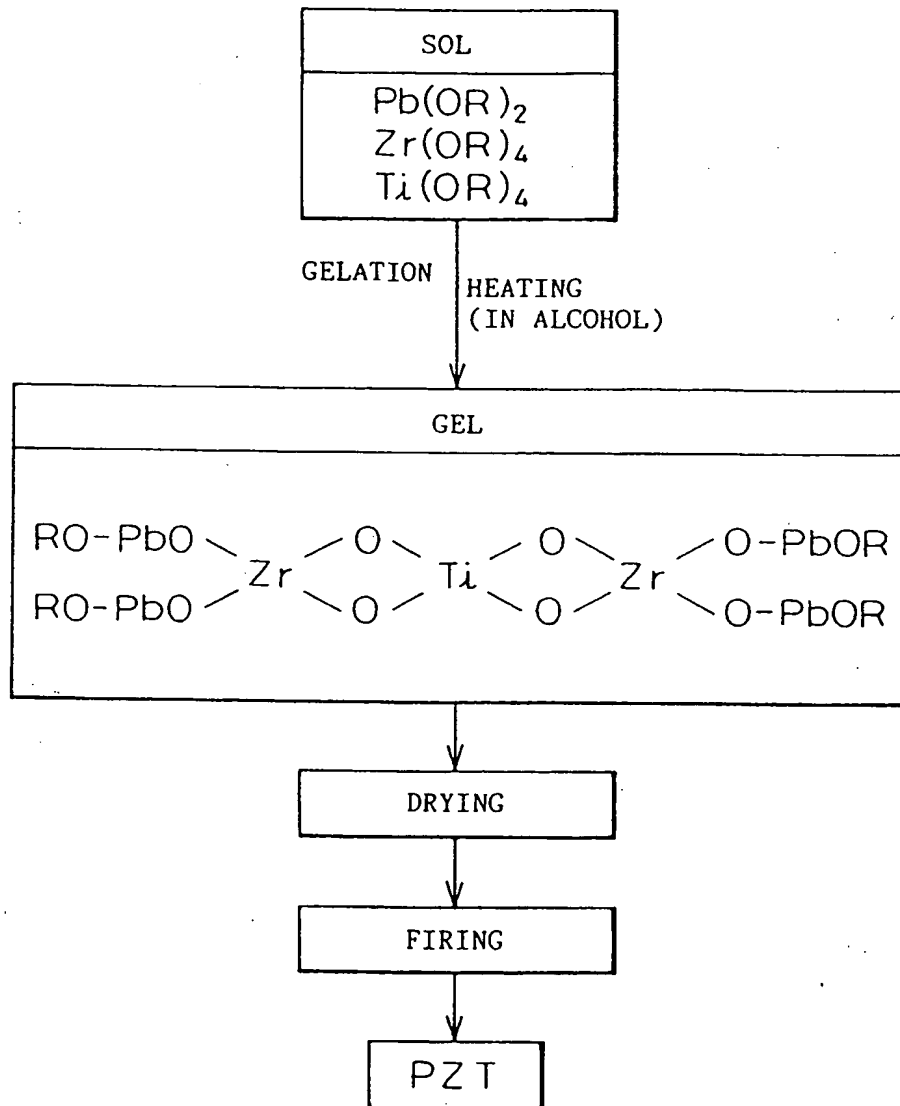 SOL
Pb(OR)₂
Zr(OR)₄
Ti(OR)₄
GELATION
HEATING
(IN ALCOHOL)
GEL
RO-PbO O O O-PbOR
Zr Ti Zr
RO-PbO O O O-PbOR
DRYING
FIRING
PZT